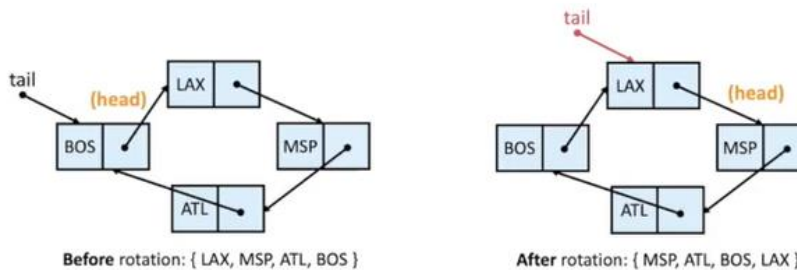 tail
(head)
LAX
BOS
MSP
ATL
Before rotation: { LAX, MSP, ATL, BOS }
tail
LAX
(head)
BOS
MSP
ATL
After rotation: { MSP, ATL, BOS, LAX }